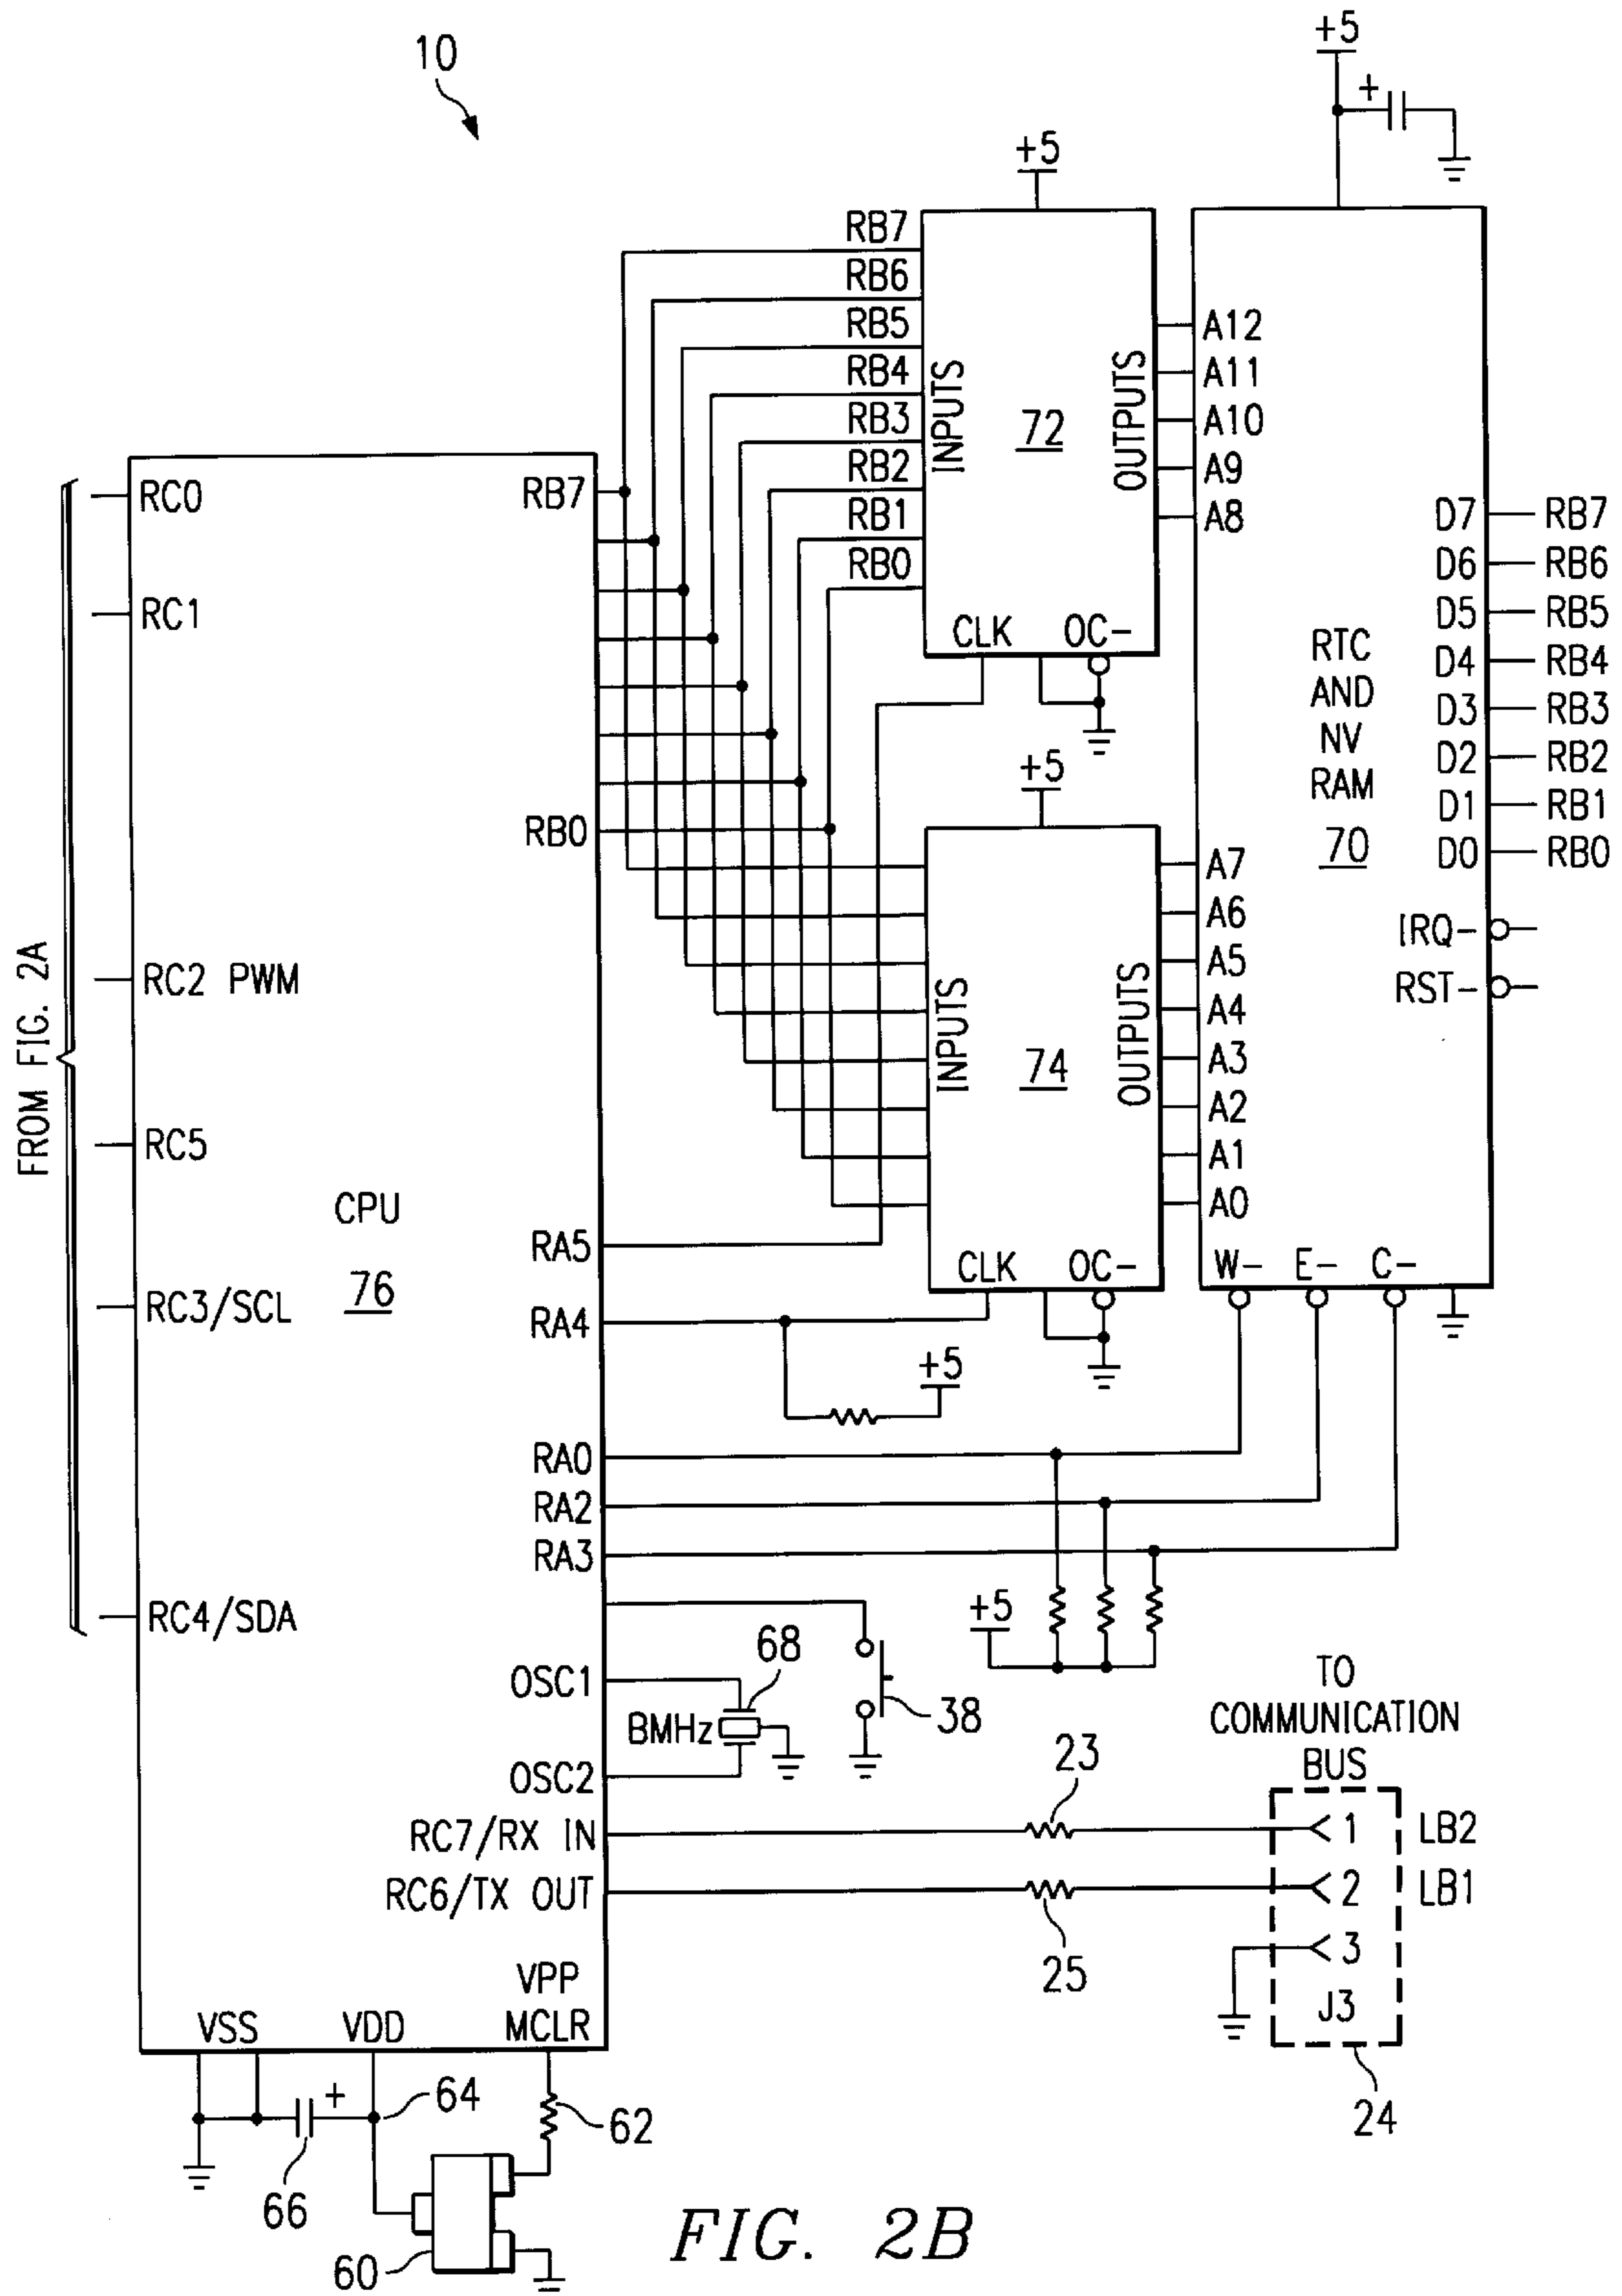 10
+5
+
+5
RB7
RB6
RB5
RB4
RB3
RB2
RB1
RB0
INPUTS
72
OUTPUTS
CLK
OC-
A12
A11
A10
A9
A8
D7
RB7
D6
RB6
D5
RB5
D4
RB4
D3
RB3
D2
RB2
D1
RB1
D0
RB0
RTC
AND
NV
RAM
70
IRQ-
RST-
FROM FIG. 2A
RC0
RC1
RC2 PWM
RC5
CPU
76
RC3/SCL
RC4/SDA
RB7
RB0
+5
INPUTS
74
OUTPUTS
CLK
OC-
A7
A6
A5
A4
A3
A2
A1
A0
W-
E-
C-
RA5
RA4
+5
RA0
RA2
RA3
+5
OSC1
68
BMHz
OSC2
38
TO
COMMUNICATION
BUS
RC7/RX IN
23
1
LB2
RC6/TX OUT
25
2
LB1
3
J3
24
VPP
MCLR
VSS
VDD
+
64
62
66
60
FIG. 2B